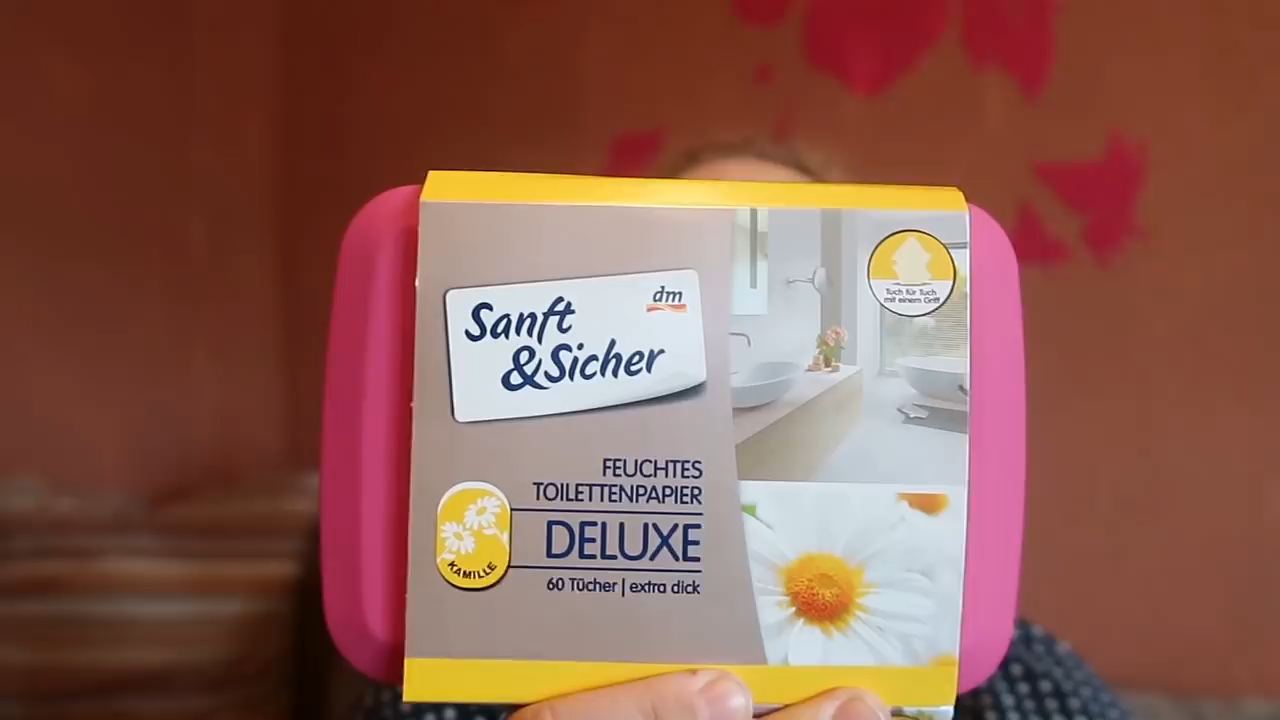 Sanft
&Sicher
dm
Tuch für Tuch
mit einem Griff
FEUCHTES
TOILETTENPAPIER
DELUXE
60 Tücher | extra dick
KAMILLE